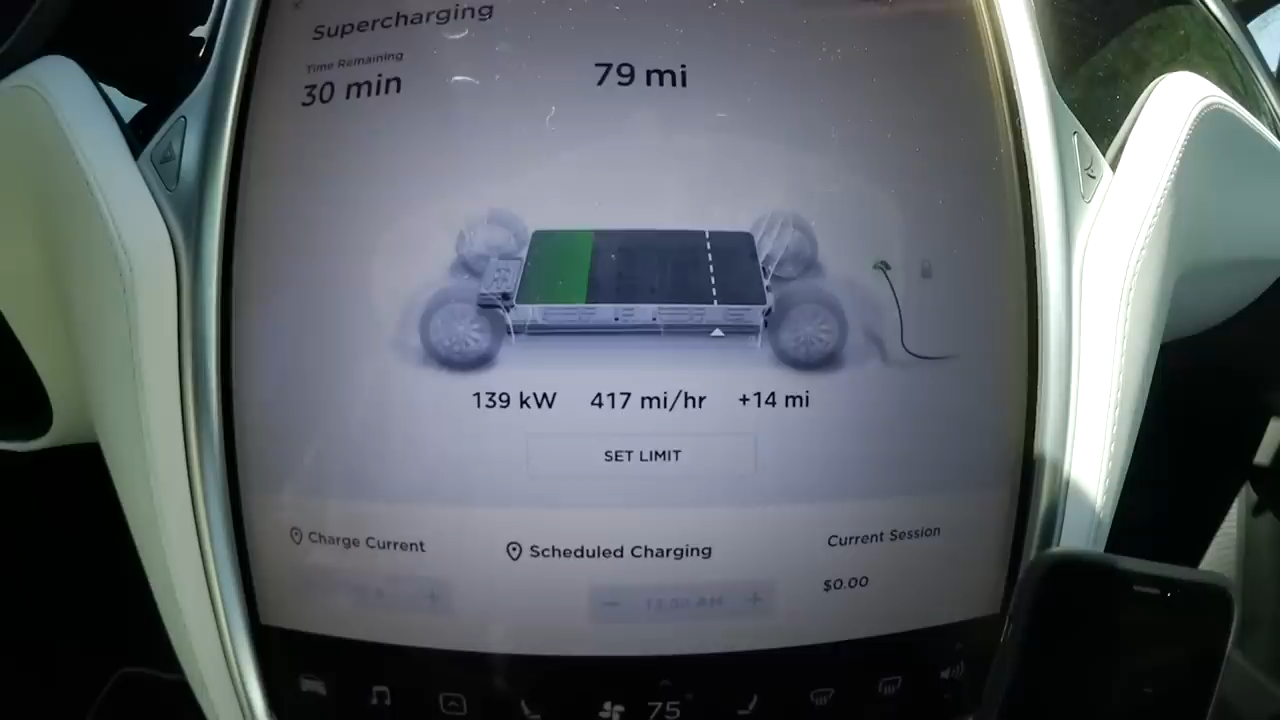 Supercharging
Time Remaining
30 min
79 mi
139 kW 417 mi/hr +14 mi
SET LIMIT
Charge Current
Scheduled Charging
Current Session
$0.00
75